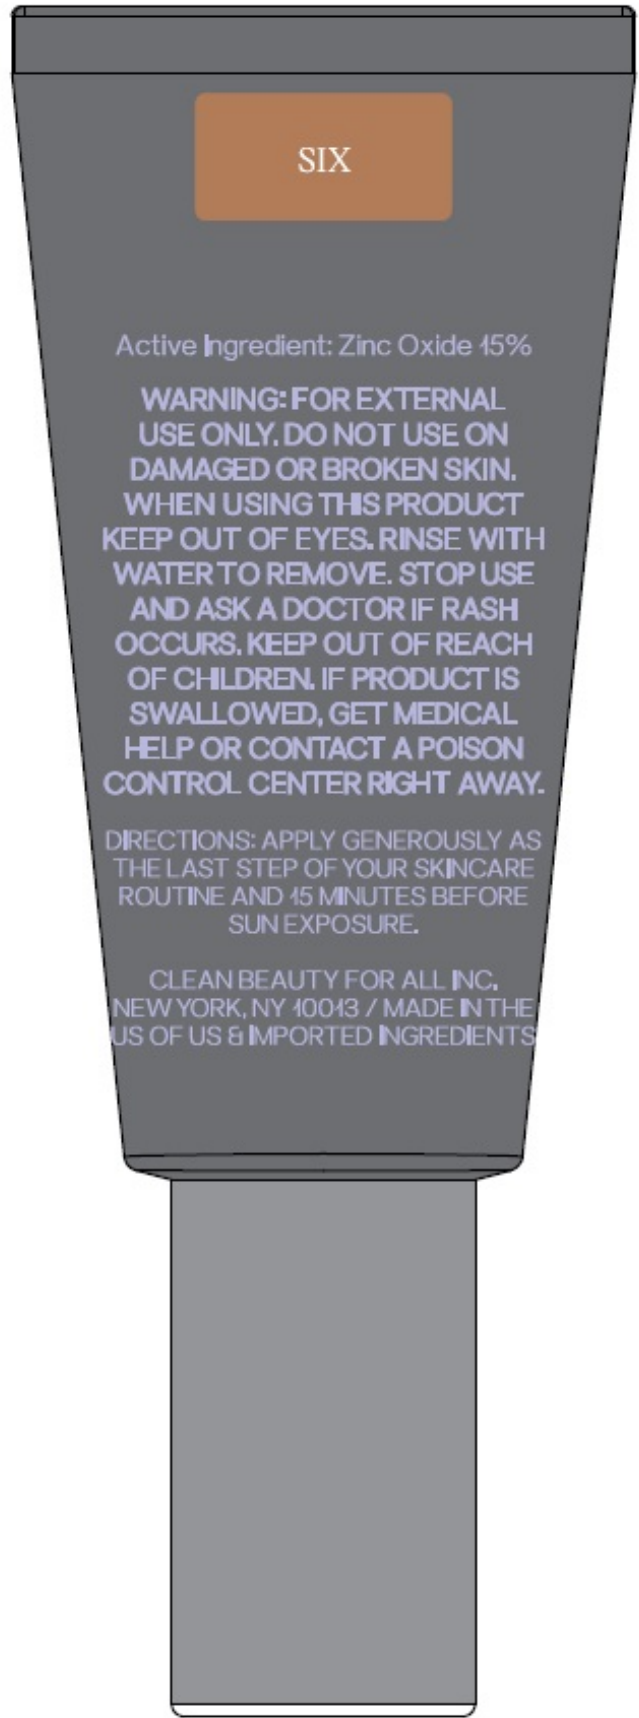 SIX
Active Ingredient: Zinc Oxide 15%
WARNING: FOR EXTERNAL
USE ONLY. DO NOT USE ON
DAMAGED OR BROKEN SKIN.
WHEN USING THIS PRODUCT
KEEP OUT OF EYES. RINSE WITH
WATER TO REMOVE. STOP USE
AND ASK A DOCTOR IF RASH
OCCURS. KEEP OUT OF REACH
OF CHILDREN. IF PRODUCT IS
SWALLOWED, GET MEDICAL
HELP OR CONTACT A POISON
CONTROL CENTER RIGHT AWAY.
DIRECTIONS: APPLY GENEROUSLY AS
THE LAST STEP OF YOUR SKINCARE
ROUTINE AND 15 MINUTES BEFORE
SUN EXPOSURE.
CLEAN BEAUTY FOR ALL INC.
NEW YORK, NY 10013 / MADE IN THE
US OF US & IMPORTED INGREDIENTS